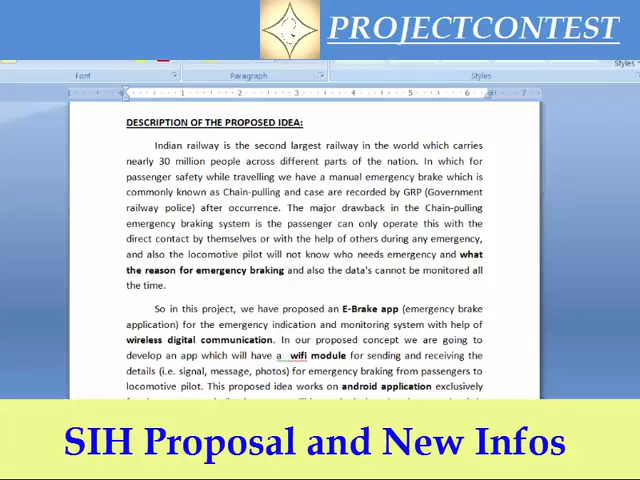 PROJECTCONTEST
Styles
Font
Paragraph
Styles
1 1 2 3 4 5 6 7
DESCRIPTION OF THE PROPOSED IDEA:
Indian railway is the second largest railway in the world which carries
nearly 30 million people across different parts of the nation. In which for
passenger safety while travelling we have a manual emergency brake which is
commonly known as Chain-pulling and case are recorded by GRP (Government
railway police) after occurrence. The major drawback in the Chain-pulling
emergency braking system is the passenger can only operate this with the
direct contact by themselves or with the help of others during any emergency,
and also the locomotive pilot will not know who needs emergency and what
the reason for emergency braking and also the data's cannot be monitored all
the time.
So in this project, we have proposed an E-Brake app (emergency brake
application) for the emergency indication and monitoring system with help of
wireless digital communication. In our proposed concept we are going to
develop an app which will have a wifi module for sending and receiving the
details (i.e. signal, message, photos) for emergency braking from passengers to
locomotive pilot. This proposed idea works on android application exclusively
SIH Proposal and New Infos